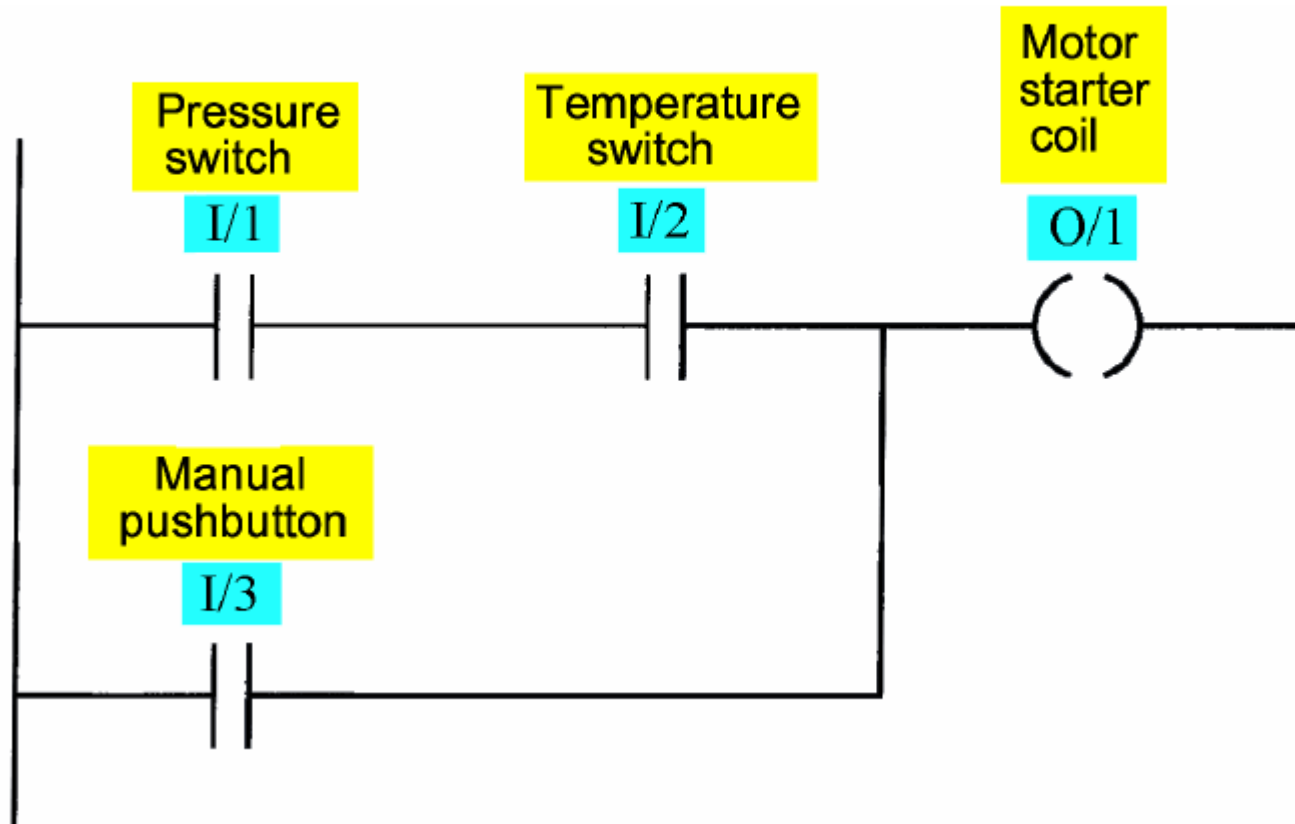 Pressure
switch
I/1
Temperature
switch
I/2
Motor
starter
coil
O/1
Manual
pushbutton
I/3